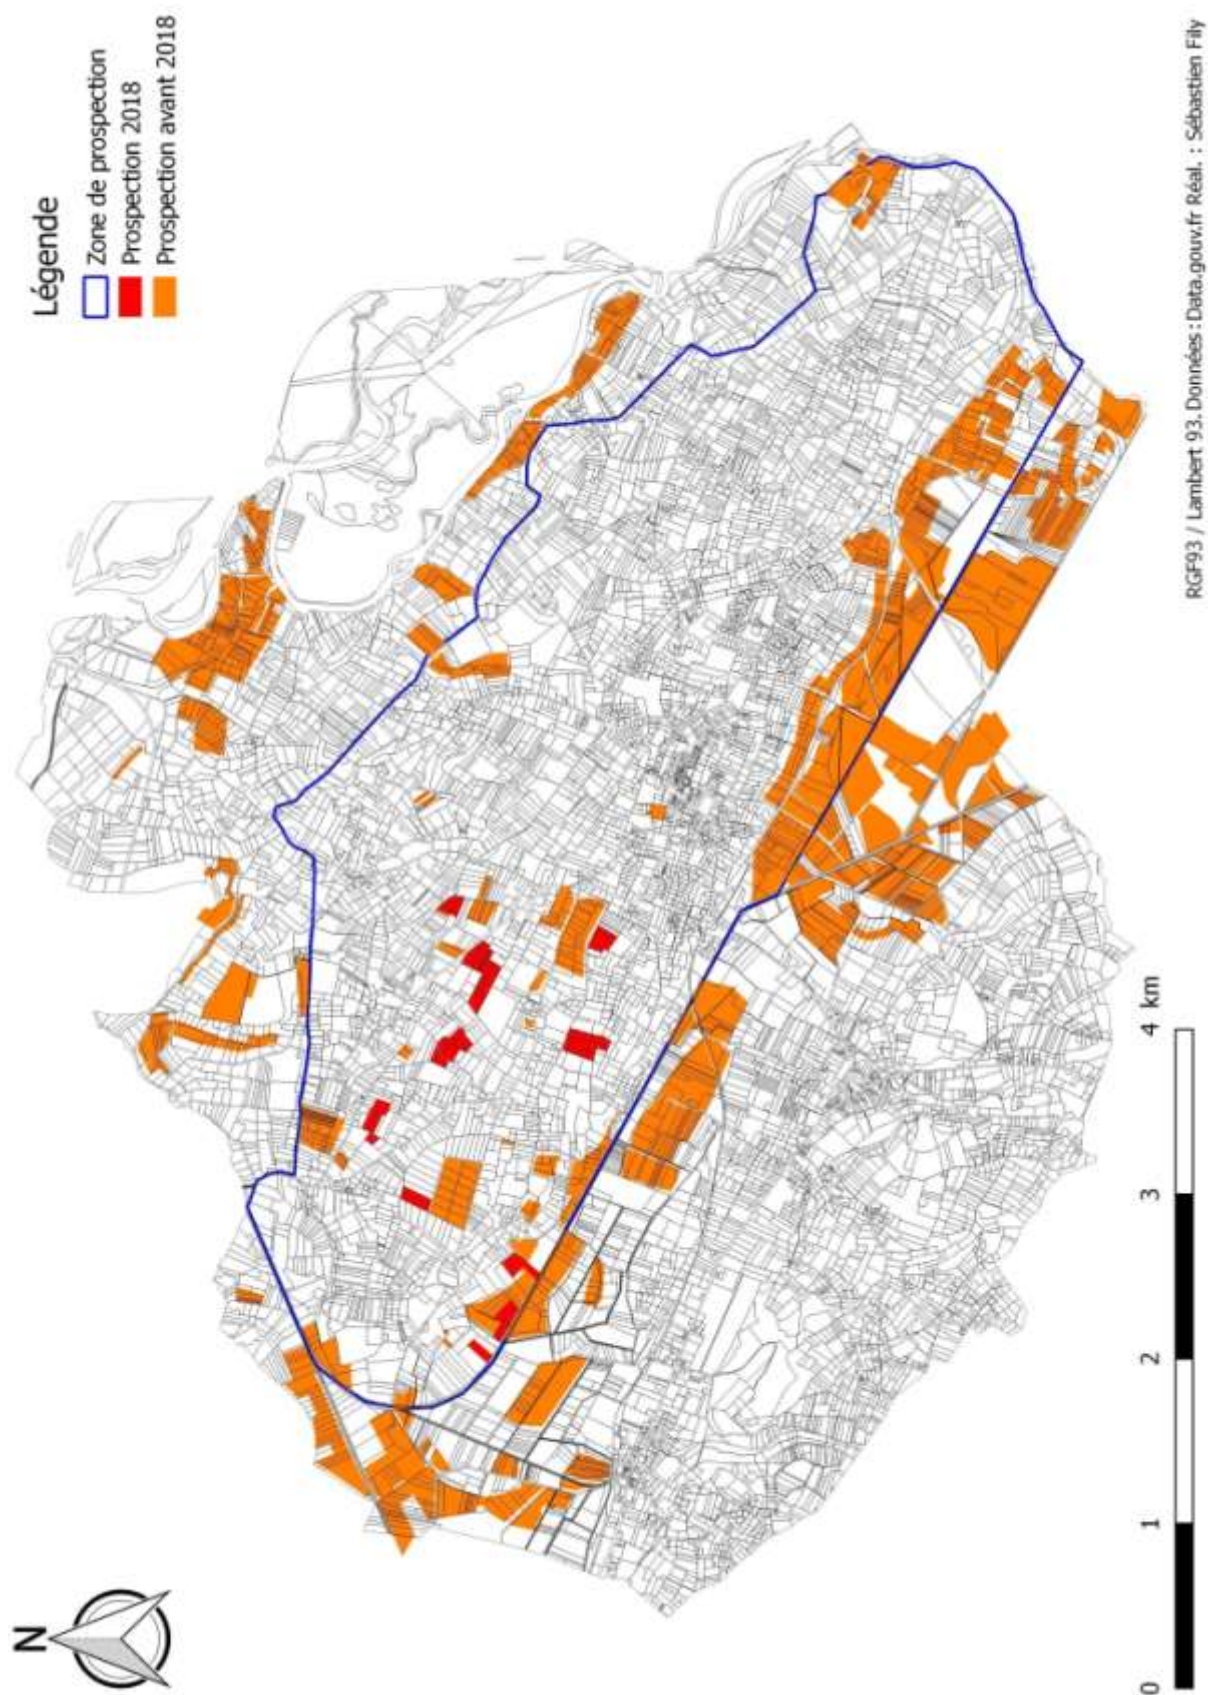 N
Légende
Zone de prospection
Prospection 2018
Prospection avant 2018
0 1 2 3 4 km
RGF93 / Lambert 93. Données : Data.gouv.fr Réal. : Sébastien Fily